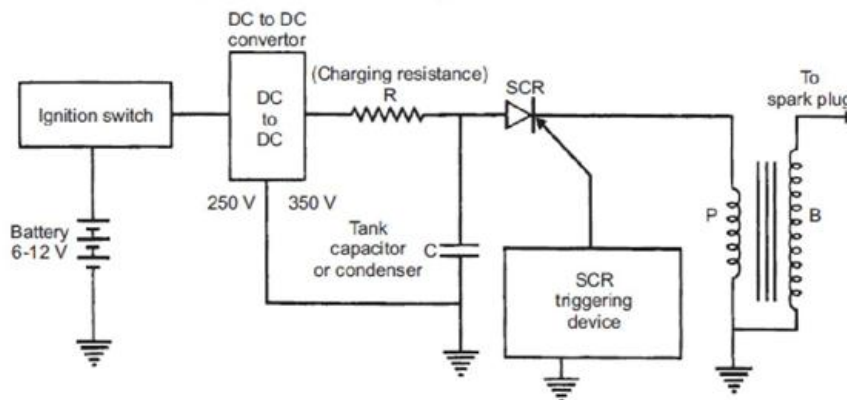 DC to DC
convertor
Ignition switch
DC
to
DC
(Charging resistance)
R
SCR
To
spark plug
250 V 350 V
Battery
6-12 V
Tank
capacitor
or condenser
C
SCR
triggering
device
P
B